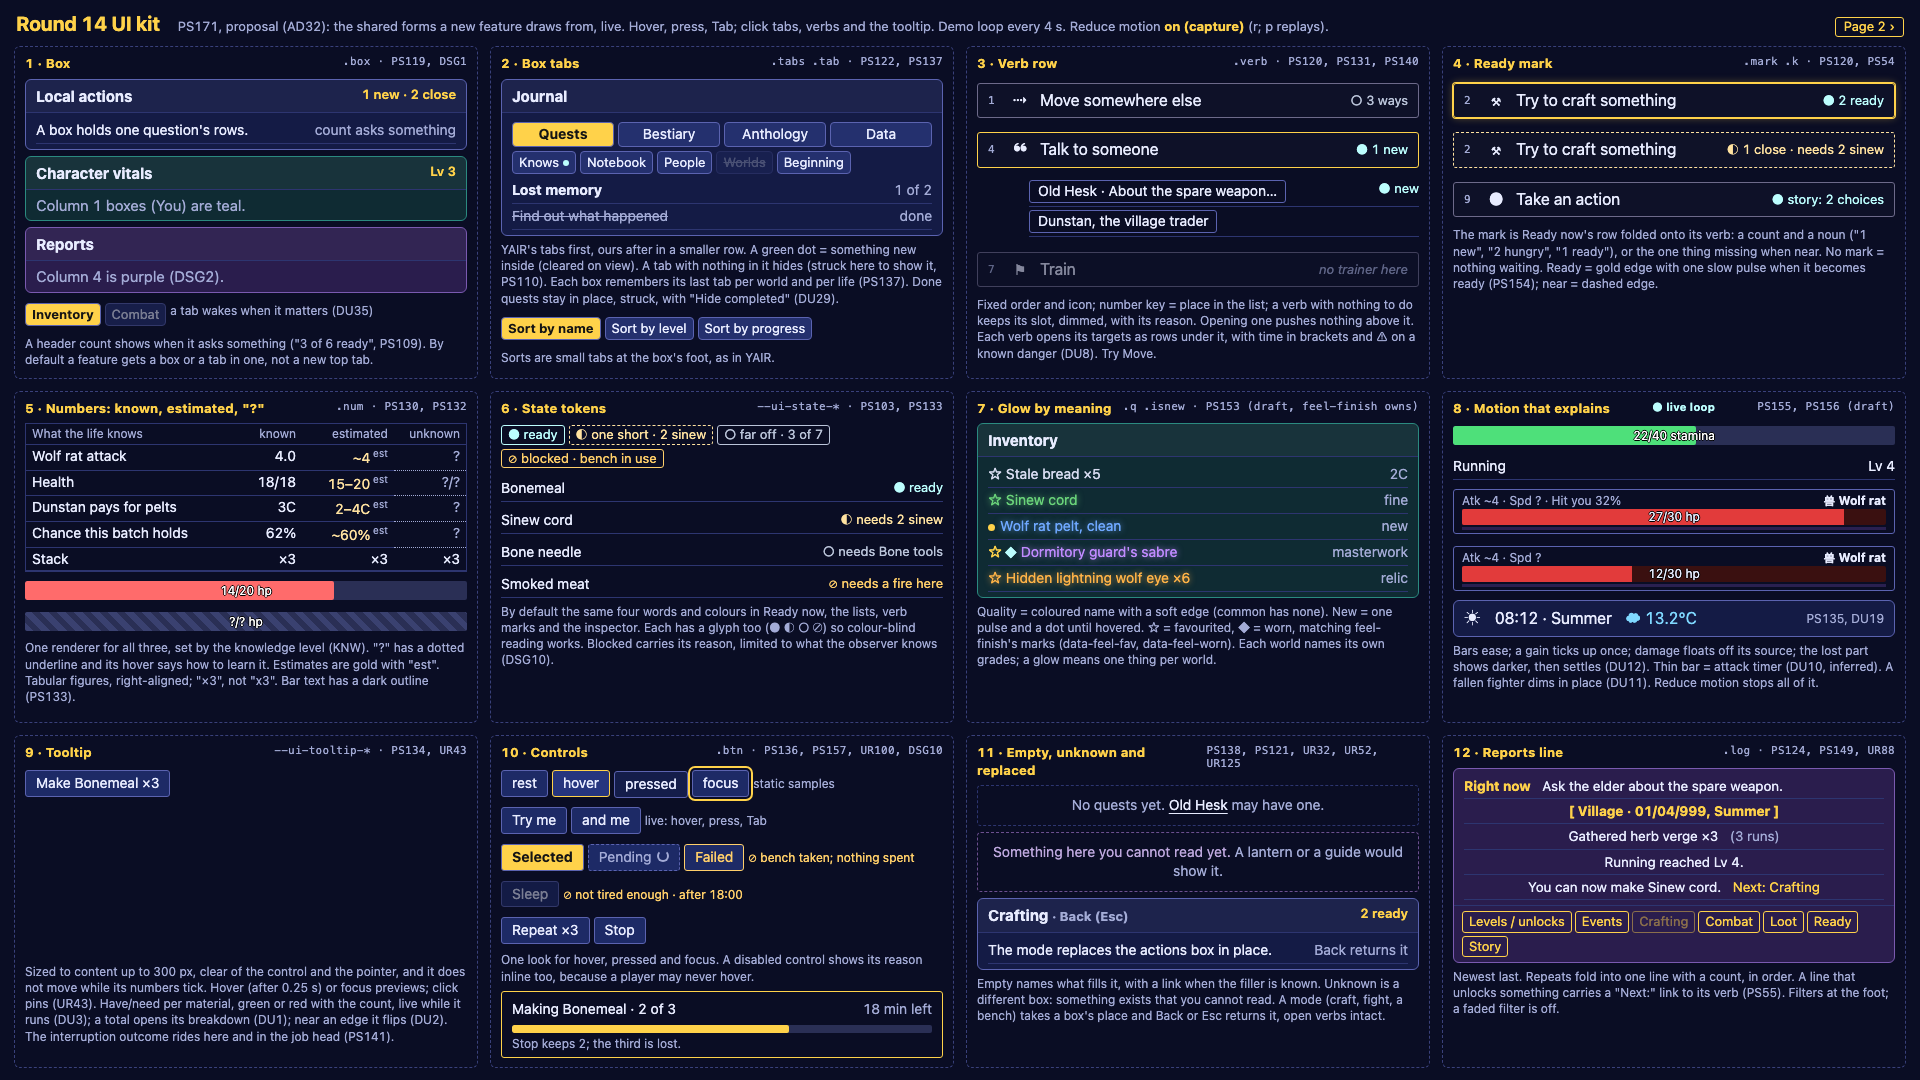 Round 14 UI kit
PS171, proposal (AD32): the shared forms a new feature draws from, live. Hover, press, Tab; click tabs, verbs and the tooltip. Demo loop every 4 s. Reduce motion on (capture) (r; p replays).
Page 2 ›
1 · Box
.box · PS119, DSG1
Local actions
1 new · 2 close
A box holds one question's rows.
count asks something
Character vitals
Lv 3
Column 1 boxes (You) are teal.
Reports
Column 4 is purple (DSG2).
Inventory
Combat
a tab wakes when it matters (DU35)
A header count shows when it asks something ("3 of 6 ready", PS109). By
default a feature gets a box or a tab in one, not a new top tab.
2 · Box tabs
.tabs .tab · PS122, PS137
Journal
Quests
Bestiary
Anthology
Data
Knows
Notebook
People
Worlds
Beginning
Lost memory
1 of 2
Find out what happened
done
YAIR's tabs first, ours after in a smaller row. A green dot = something new
inside (cleared on view). A tab with nothing in it hides (struck here to show it,
PS110). Each box remembers its last tab per world and per life (PS137). Done
quests stay in place, struck, with "Hide completed" (DU29).
Sort by name
Sort by level
Sort by progress
Sorts are small tabs at the box's foot, as in YAIR.
3 · Verb row
.verb · PS120, PS131, PS140
1
Move somewhere else
3 ways
4
Talk to someone
1 new
Old Hesk · About the spare weapon...
new
Dunstan, the village trader
7
Train
no trainer here
Fixed order and icon; number key = place in the list; a verb with nothing to do
keeps its slot, dimmed, with its reason. Opening one pushes nothing above it.
Each verb opens its targets as rows under it, with time in brackets and ⚠ on a
known danger (DU8). Try Move.
4 · Ready mark
.mark .k · PS120, PS54
2
Try to craft something
2 ready
2
Try to craft something
1 close · needs 2 sinew
9
Take an action
story: 2 choices
The mark is Ready now's row folded onto its verb: a count and a noun ("1
new", "2 hungry", "1 ready"), or the one thing missing when near. No mark =
nothing waiting. Ready = gold edge with one slow pulse when it becomes
ready (PS154); near = dashed edge.
5 · Numbers: known, estimated, "?"
.num · PS130, PS132
What the life knows
known
estimated
unknown
Wolf rat attack
4.0
~4 est
?
Health
18/18
15–20 est
?/?
Dunstan pays for pelts
3C
2–4C est
?
Chance this batch holds
62%
~60% est
?
Stack
×3
×3
×3
14/20 hp
?/? hp
One renderer for all three, set by the knowledge level (KNW). "?" has a dotted
underline and its hover says how to learn it. Estimates are gold with "est".
Tabular figures, right-aligned; "×3", not "x3". Bar text has a dark outline
(PS133).
6 · State tokens
--ui-state-* · PS103, PS133
ready
one short · 2 sinew
far off · 3 of 7
⊘ blocked · bench in use
Bonemeal
ready
Sinew cord
needs 2 sinew
Bone needle
needs Bone tools
Smoked meat
⊘ needs a fire here
By default the same four words and colours in Ready now, the lists, verb
marks and the inspector. Each has a glyph too (● ◐ ○ ⊘) so colour-blind
reading works. Blocked carries its reason, limited to what the observer knows
(DSG10).
7 · Glow by meaning
.q .isnew · PS153 (draft, feel-finish owns)
Inventory
☆ Stale bread ×5
2C
☆ Sinew cord
fine
Wolf rat pelt, clean
new
☆ ◆ Dormitory guard's sabre
masterwork
☆ Hidden lightning wolf eye ×6
relic
Quality = coloured name with a soft edge (common has none). New = one
pulse and a dot until hovered. ☆ = favourited, ◆ = worn, matching feel-
finish's marks (data-feel-fav, data-feel-worn). Each world names its own
grades; a glow means one thing per world.
8 · Motion that explains
live loop
PS155, PS156 (draft)
22/40 stamina
Running
Lv 4
Atk ~4 · Spd ? · Hit you 32%
Wolf rat
27/30 hp
Atk ~4 · Spd ?
Wolf rat
12/30 hp
08:12 · Summer
13.2°C
PS135, DU19
Bars ease; a gain ticks up once; damage floats off its source; the lost part
shows darker, then settles (DU12). Thin bar = attack timer (DU10, inferred). A
fallen fighter dims in place (DU11). Reduce motion stops all of it.
9 · Tooltip
--ui-tooltip-* · PS134, UR43
Make Bonemeal ×3
Sized to content up to 300 px, clear of the control and the pointer, and it does
not move while its numbers tick. Hover (after 0.25 s) or focus previews; click
pins (UR43). Have/need per material, green or red with the count, live while it
runs (DU3); a total opens its breakdown (DU1); near an edge it flips (DU2).
The interruption outcome rides here and in the job head (PS141).
10 · Controls
.btn · PS136, PS157, UR100, DSG10
rest
hover
pressed
focus
static samples
Try me
and me
live: hover, press, Tab
Selected
Pending
Failed
⊘ bench taken; nothing spent
Sleep
⊘ not tired enough · after 18:00
Repeat ×3
Stop
One look for hover, pressed and focus. A disabled control shows its reason
inline too, because a player may never hover.
Making Bonemeal · 2 of 3
18 min left
Stop keeps 2; the third is lost.
11 · Empty, unknown and
replaced
PS138, PS121, UR32, UR52,
UR125
No quests yet. Old Hesk may have one.
Something here you cannot read yet. A lantern or a guide would
show it.
Crafting · Back (Esc)
2 ready
The mode replaces the actions box in place.
Back returns it
Empty names what fills it, with a link when the filler is known. Unknown is a
different box: something exists that you cannot read. A mode (craft, fight, a
bench) takes a box's place and Back or Esc returns it, open verbs intact.
12 · Reports line
.log · PS124, PS149, UR88
Right now
Ask the elder about the spare weapon.
[ Village · 01/04/999, Summer ]
Gathered herb verge ×3 (3 runs)
Running reached Lv 4.
You can now make Sinew cord. Next: Crafting
Levels / unlocks
Events
Crafting
Combat
Loot
Ready
Story
Newest last. Repeats fold into one line with a count, in order. A line that
unlocks something carries a "Next:" link to its verb (PS55). Filters at the foot;
a faded filter is off.